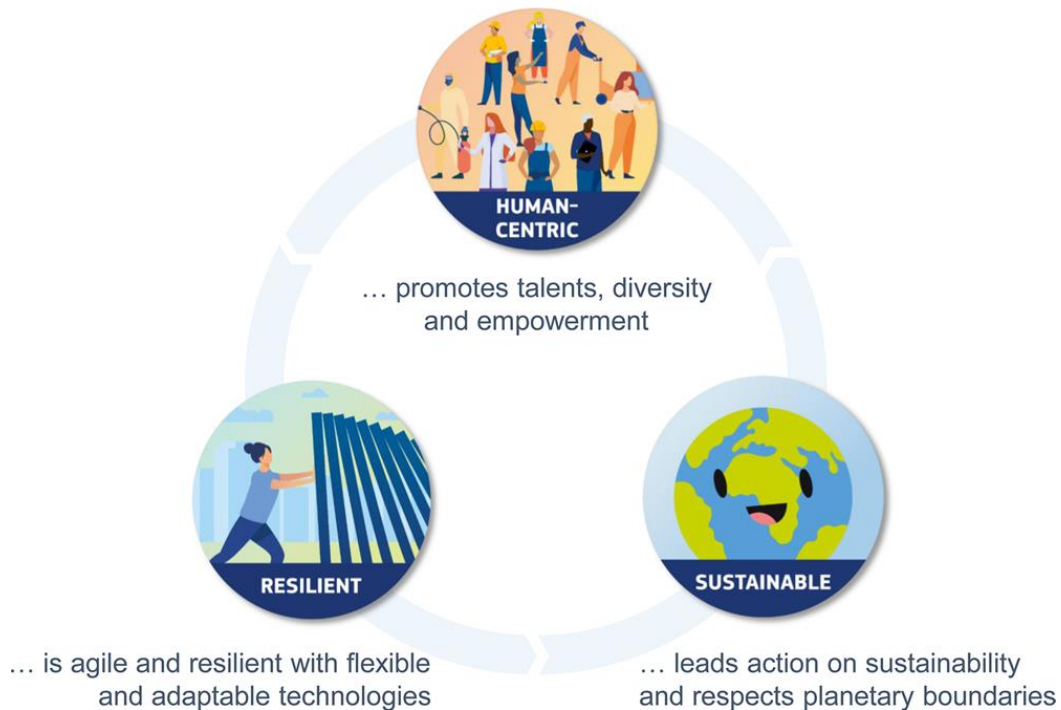 HUMAN-
CENTRIC
… promotes talents, diversity
and empowerment
RESILIENT
… is agile and resilient with flexible
and adaptable technologies
SUSTAINABLE
… leads action on sustainability
and respects planetary boundaries